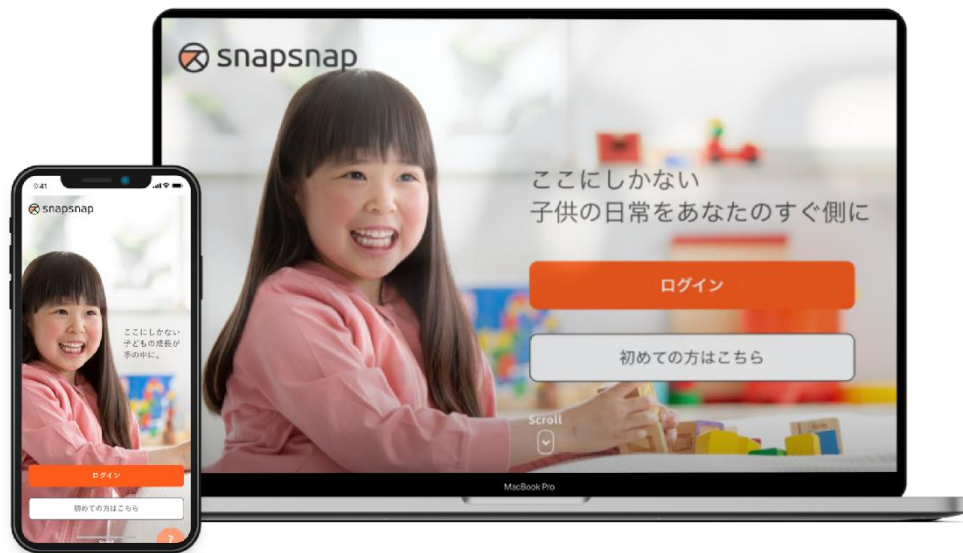 snapsnap
ここにしかない
子供の日常をあなたのすぐ側に
ログイン
初めての方はこちら
Scroll
MacBook Pro
9:41
snapsnap
ここにしかない
子どもの成長が
手の中に。
ログイン
初めての方はこちら
?